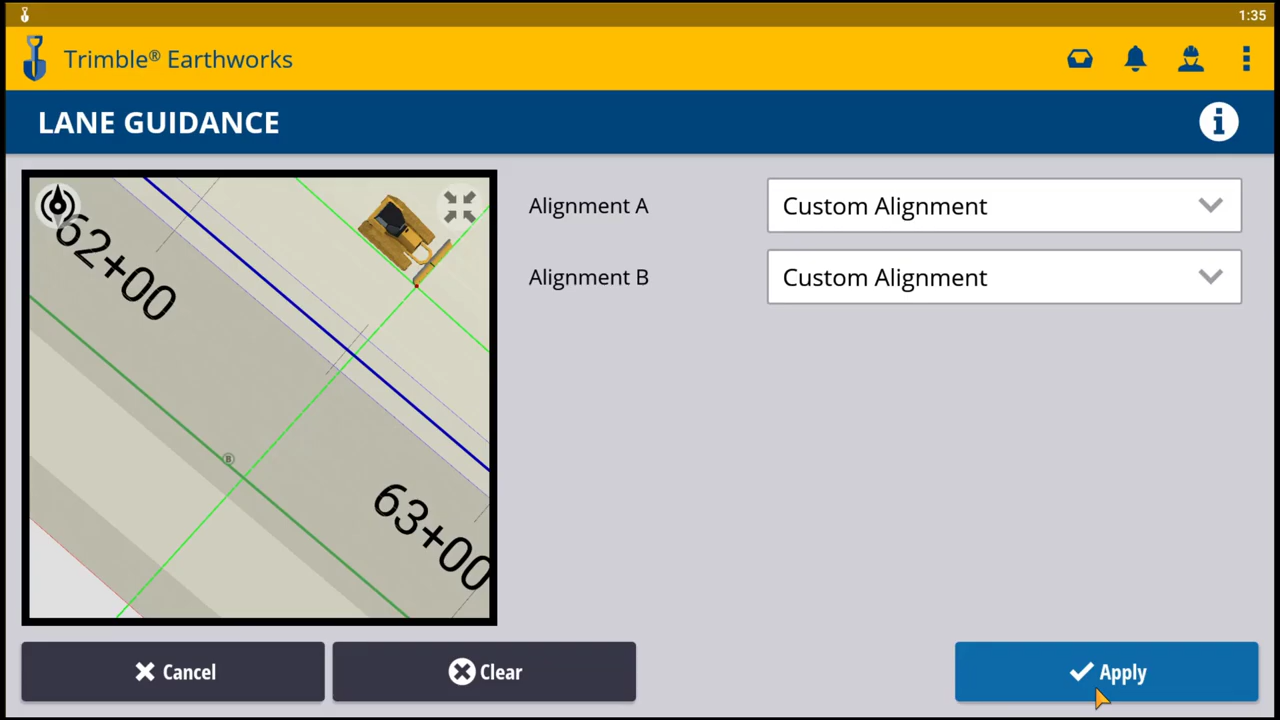 1:35
Trimble® Earthworks
LANE GUIDANCE
62+00
B
63+00
Alignment A
Custom Alignment
Alignment B
Custom Alignment
Cancel
Clear
Apply